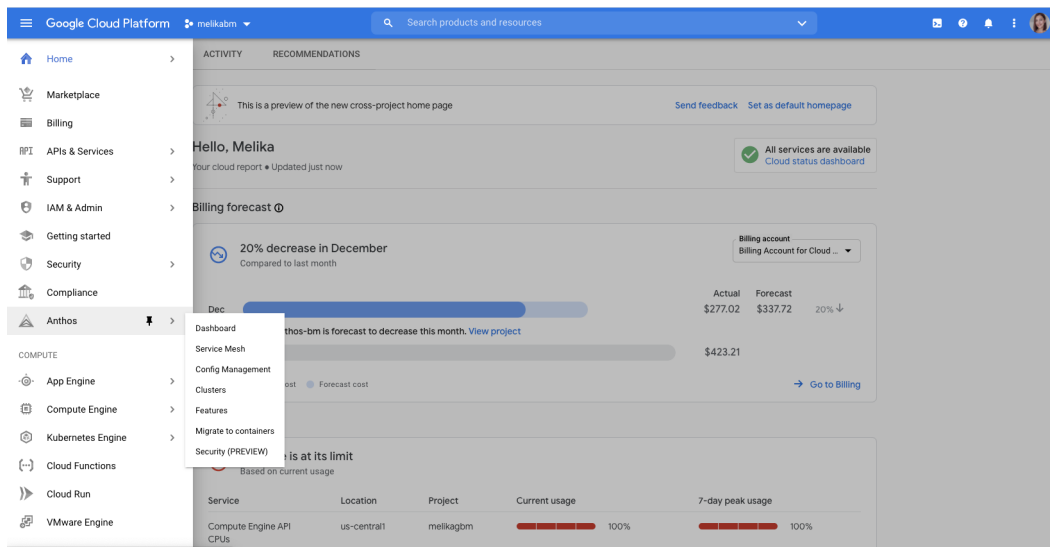 Google Cloud Platform melikabm Search products and resources
Home
Marketplace
Billing
API APIs & Services
Support
IAM & Admin
Getting started
Security
Compliance
Anthos
COMPUTE
App Engine
Compute Engine
Kubernetes Engine
Cloud Functions
Cloud Run
VMware Engine
Dashboard
Service Mesh
Config Management
Clusters
Features
Migrate to containers
Security (PREVIEW)
ACTIVITY RECOMMENDATIONS
This is a preview of the new cross-project home page Send feedback Set as default homepage
Hello, Melika
Your cloud report • Updated just now
All services are available
Cloud status dashboard
Billing forecast
20% decrease in December
Compared to last month
Billing account
Billing Account for Cloud ...
Actual Forecast
Dec $277.02 $337.72 20%
thos-bm is forecast to decrease this month. View project
$423.21
ost Forecast cost
Go to Billing
e is at its limit
Based on current usage
Service Location Project Current usage 7-day peak usage
Compute Engine API us-central1 melikagbm 100% 100%
CPUs